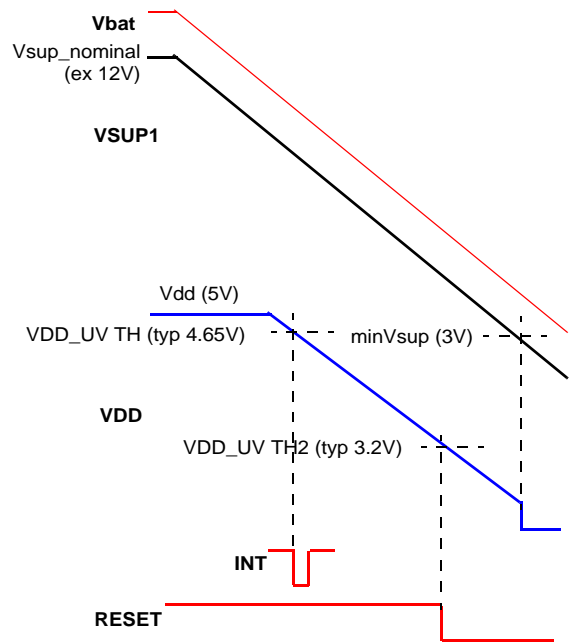 Vbat
Vsup_nominal
(ex 12V)
VSUP1
Vdd (5V)
VDD_UV TH (typ 4.65V)
minVsup (3V)
VDD
VDD_UV TH2 (typ 3.2V)
INT
RESET